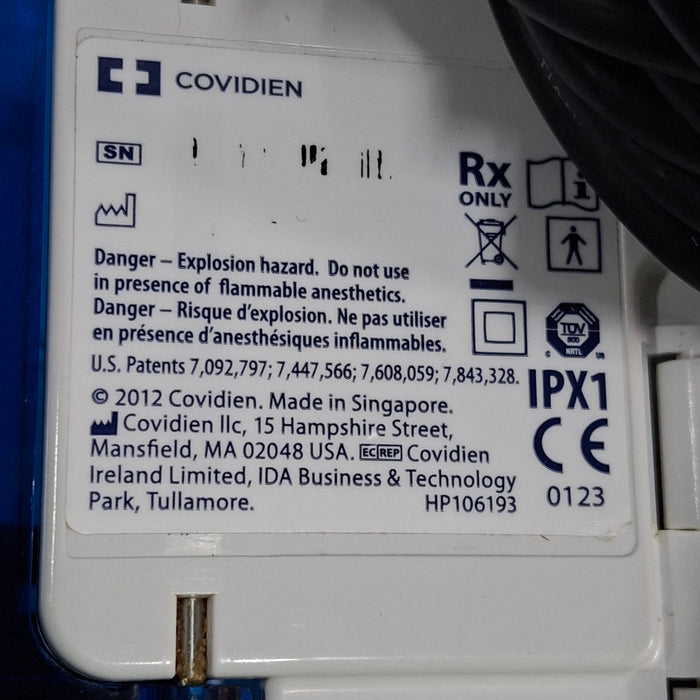 COVIDIEN
SN
Rx
ONLY
i
Danger – Explosion hazard. Do not use
in presence of flammable anesthetics.
Danger – Risque d'explosion. Ne pas utiliser
en présence d'anesthésiques inflammables.
U.S. Patents 7,092,797; 7,447,566; 7,608,059; 7,843,328.
© 2012 Covidien. Made in Singapore.
Covidien llc, 15 Hampshire Street,
Mansfield, MA 02048 USA. EC REP Covidien
Ireland Limited, IDA Business & Technology
Park, Tullamore. HP106193
TÜV
SÜD
C NRTL US
IPX1
CE
0123